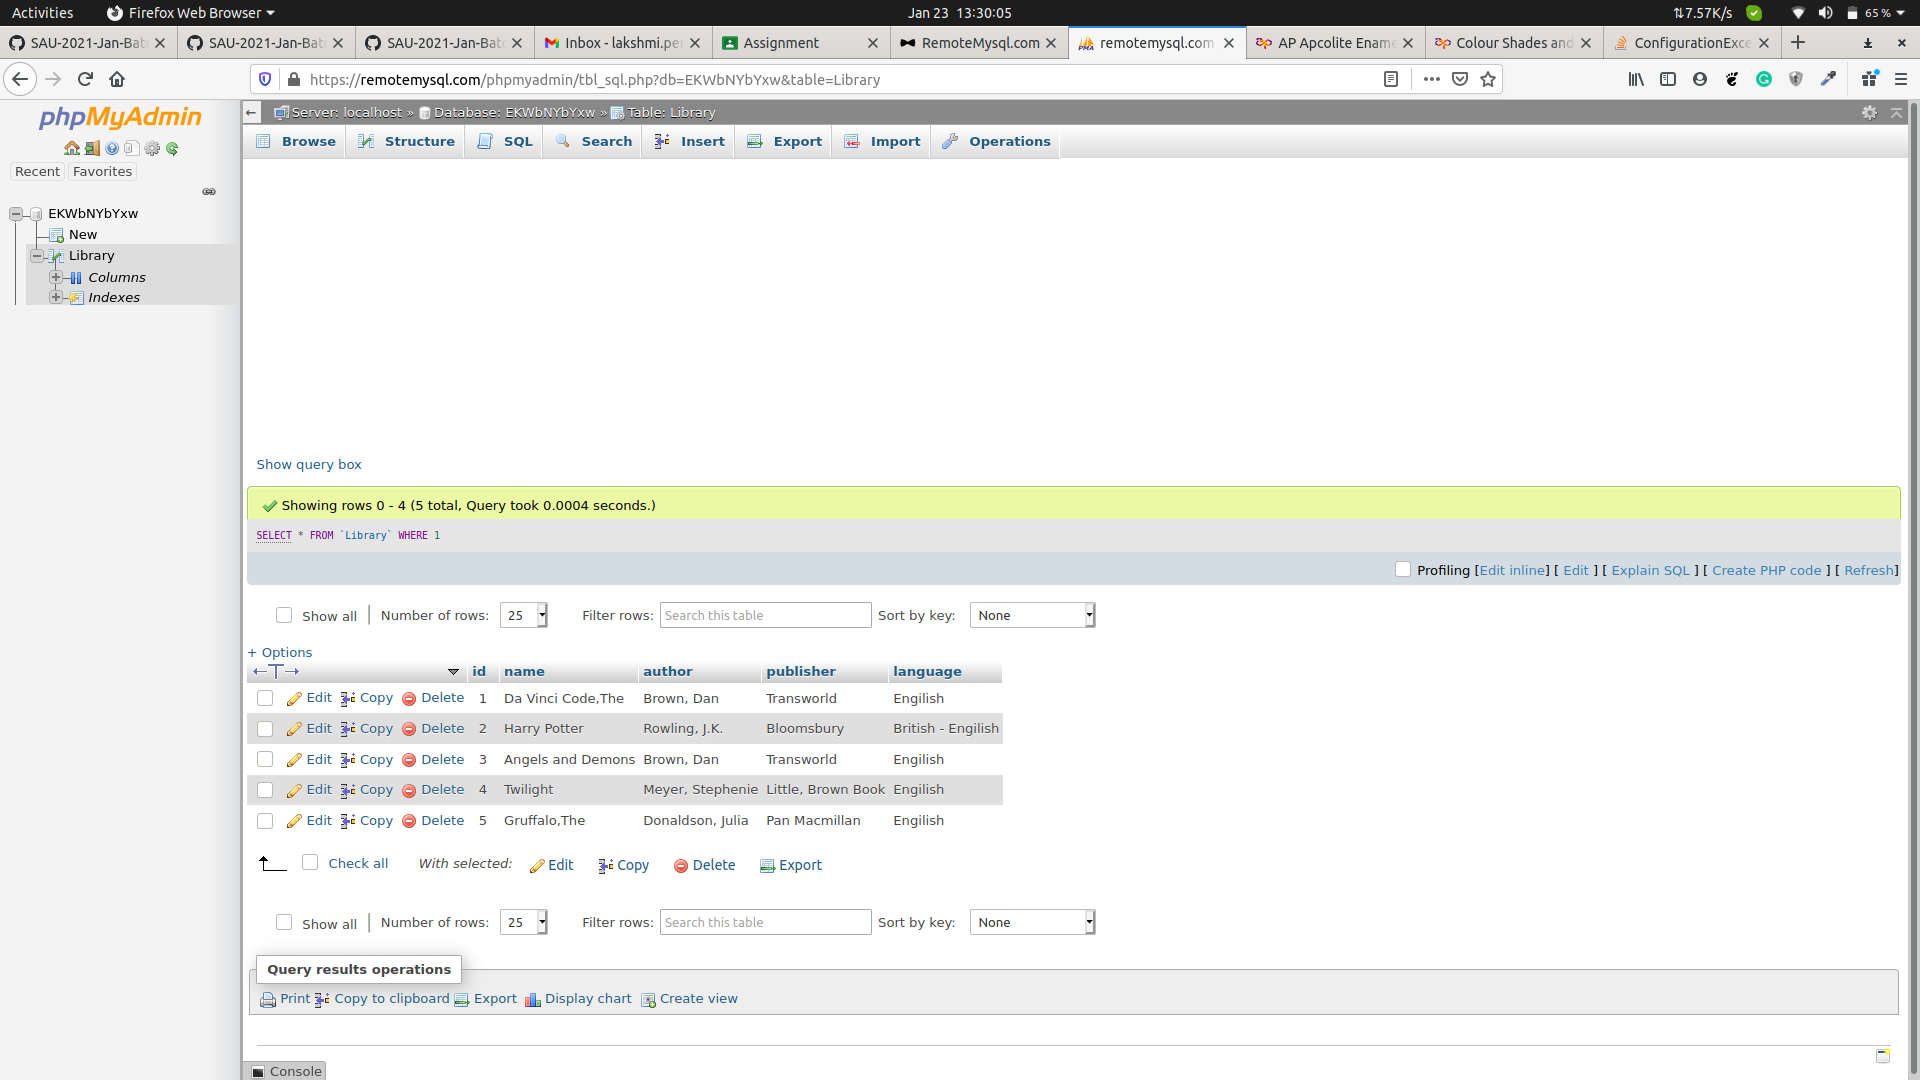 Activities Firefox Web Browser Jan 23 13:30:05 7.57K/s 65 %
SAU-2021-Jan-Bat SAU-2021-Jan-Bat SAU-2021-Jan-Bat Inbox - lakshmi.pe Assignment RemoteMysql.com remotemysql.com AP Apcolite Ename Colour Shades and ConfigurationExce
https://remotemysql.com/phpmyadmin/tbl_sql.php?db=EKWbNYbYxw&table=Library
phpMyAdmin
Recent Favorites
EKWbNYbYxw
New
Library
Columns
Indexes
Server: localhost » Database: EKWbNYbYxw » Table: Library
Browse Structure SQL Search Insert Export Import Operations
Show query box
Showing rows 0 - 4 (5 total, Query took 0.0004 seconds.)
SELECT * FROM `Library` WHERE 1
Profiling [Edit inline] [ Edit ] [ Explain SQL ] [ Create PHP code ] [ Refresh]
Show all | Number of rows: 25 Filter rows: Search this table Sort by key: None
+ Options
←T→ id name author publisher language
Edit Copy Delete 1 Da Vinci Code,The Brown, Dan Transworld Engilish
Edit Copy Delete 2 Harry Potter Rowling, J.K. Bloomsbury British - Engilish
Edit Copy Delete 3 Angels and Demons Brown, Dan Transworld Engilish
Edit Copy Delete 4 Twilight Meyer, Stephenie Little, Brown Book Engilish
Edit Copy Delete 5 Gruffalo,The Donaldson, Julia Pan Macmillan Engilish
Check all With selected: Edit Copy Delete Export
Show all | Number of rows: 25 Filter rows: Search this table Sort by key: None
Query results operations
Print Copy to clipboard Export Display chart Create view
Console